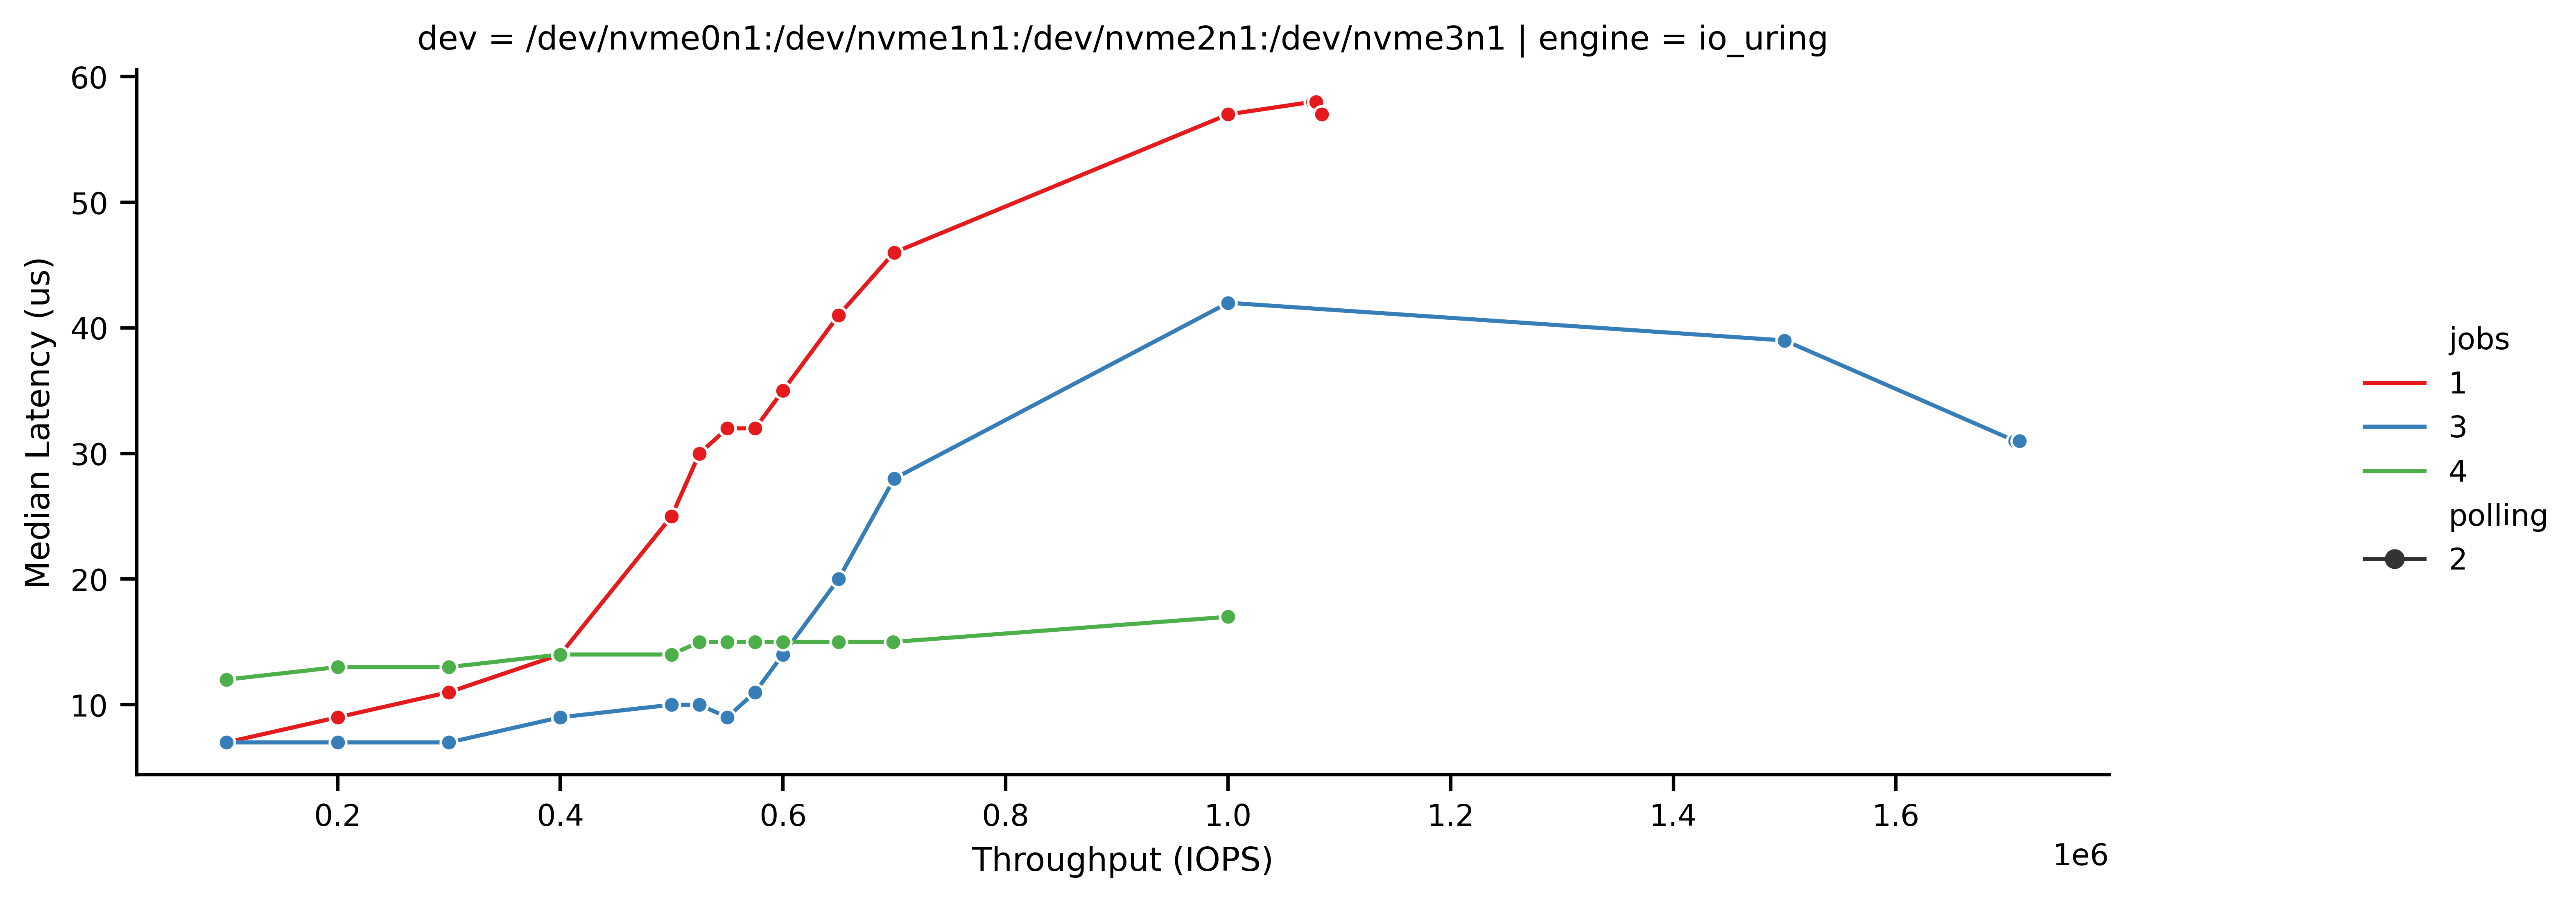 dev = /dev/nvme0n1:/dev/nvme1n1:/dev/nvme2n1:/dev/nvme3n1 | engine = io_uring
60
50
40
30
20
10
Median Latency (us)
0.2 0.4 0.6 0.8 1.0 1.2 1.4 1.6
1e6
Throughput (IOPS)
jobs
1
3
4
polling
2